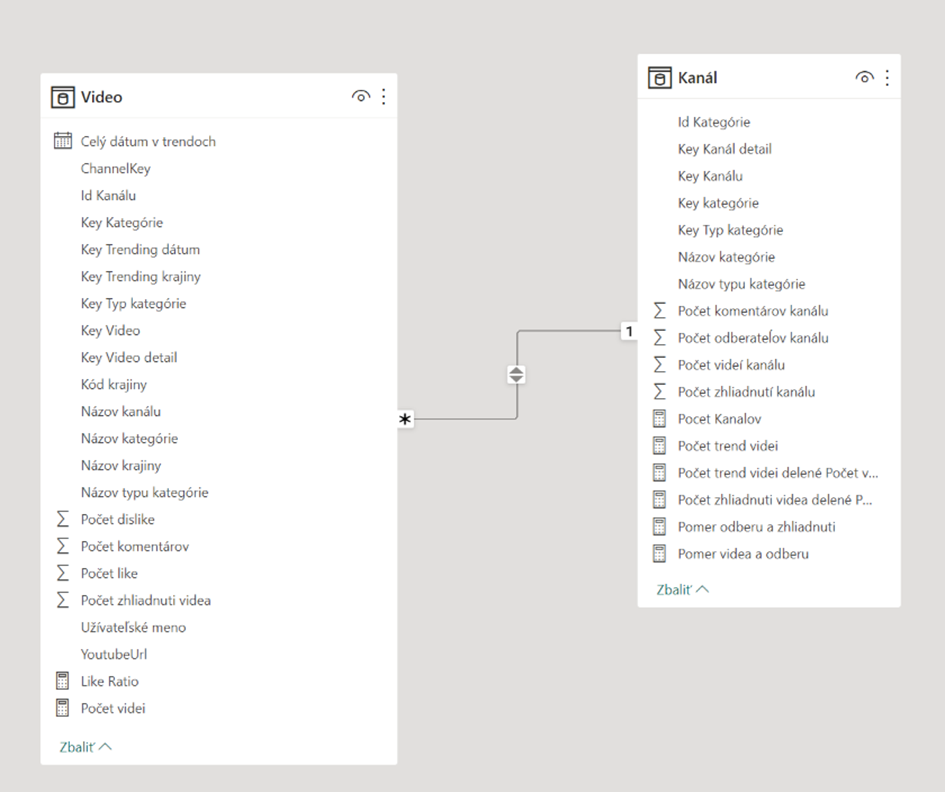 Video
Celý dátum v trendoch
ChannelKey
Id Kanálu
Key Kategórie
Key Trending dátum
Key Trending krajiny
Key Typ kategórie
Key Video
Key Video detail
Kód krajiny
Názov kanálu
Názov kategórie
Názov krajiny
Názov typu kategórie
Počet dislike
Počet komentárov
Počet like
Počet zhliadnuti videa
Užívateľské meno
YoutubeUrl
Like Ratio
Počet videi
Zbaliť
*
1
Kanál
Id Kategórie
Key Kanál detail
Key Kanálu
Key kategórie
Key Typ kategórie
Názov kategórie
Názov typu kategórie
Počet komentárov kanálu
Počet odberateĺov kanálu
Počet videí kanálu
Počet zhliadnutí kanálu
Pocet Kanalov
Počet trend videi
Počet trend videi delené Počet v...
Počet zhliadnuti videa delené P...
Pomer odberu a zhliadnuti
Pomer videa a odberu
Zbaliť